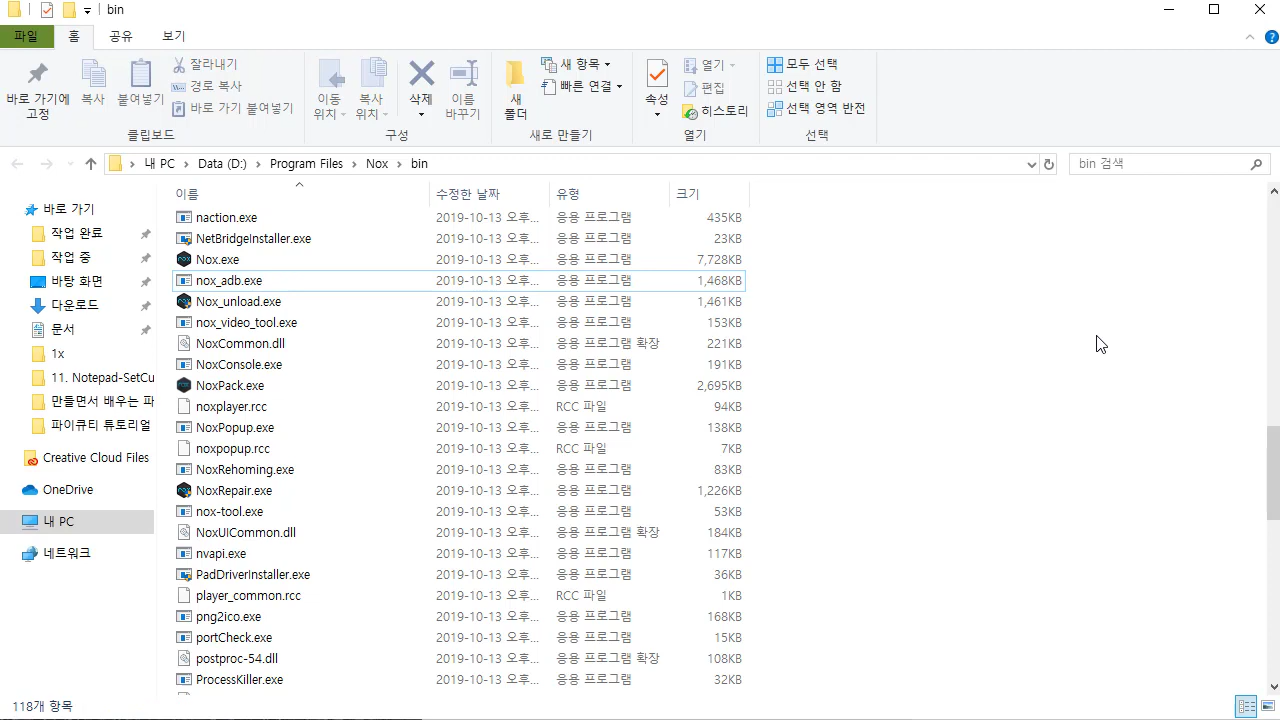 bin
파일 홈 공유 보기
바로 가기에 고정
복사
붙여넣기
잘라내기
경로 복사
바로 가기 붙여넣기
클립보드
이동 위치
복사 위치
삭제
이름 바꾸기
구성
새 폴더
새 항목
빠른 연결
새로 만들기
속성
열기
편집
히스토리
열기
모두 선택
선택 안 함
선택 영역 반전
선택
내 PC > Data (D:) > Program Files > Nox > bin
bin 검색
바로 가기
작업 완료
작업 중
바탕 화면
다운로드
문서
1x
11. Notepad-SetCu
만들면서 배우는 파
파이큐티 튜토리얼
Creative Cloud Files
OneDrive
내 PC
네트워크
이름 수정한 날짜 유형 크기
naction.exe 2019-10-13 오후... 응용 프로그램 435KB
NetBridgeInstaller.exe 2019-10-13 오후... 응용 프로그램 23KB
Nox.exe 2019-10-13 오후... 응용 프로그램 7,728KB
nox_adb.exe 2019-10-13 오후... 응용 프로그램 1,468KB
Nox_unload.exe 2019-10-13 오후... 응용 프로그램 1,461KB
nox_video_tool.exe 2019-10-13 오후... 응용 프로그램 153KB
NoxCommon.dll 2019-10-13 오후... 응용 프로그램 확장 221KB
NoxConsole.exe 2019-10-13 오후... 응용 프로그램 191KB
NoxPack.exe 2019-10-13 오후... 응용 프로그램 2,695KB
noxplayer.rcc 2019-10-13 오후... RCC 파일 94KB
NoxPopup.exe 2019-10-13 오후... 응용 프로그램 138KB
noxpopup.rcc 2019-10-13 오후... RCC 파일 7KB
NoxRehoming.exe 2019-10-13 오후... 응용 프로그램 83KB
NoxRepair.exe 2019-10-13 오후... 응용 프로그램 1,226KB
nox-tool.exe 2019-10-13 오후... 응용 프로그램 53KB
NoxUICommon.dll 2019-10-13 오후... 응용 프로그램 확장 184KB
nvapi.exe 2019-10-13 오후... 응용 프로그램 117KB
PadDriverInstaller.exe 2019-10-13 오후... 응용 프로그램 36KB
player_common.rcc 2019-10-13 오후... RCC 파일 1KB
png2ico.exe 2019-10-13 오후... 응용 프로그램 168KB
portCheck.exe 2019-10-13 오후... 응용 프로그램 15KB
postproc-54.dll 2019-10-13 오후... 응용 프로그램 확장 108KB
ProcessKiller.exe 2019-10-13 오후... 응용 프로그램 32KB
118개 항목